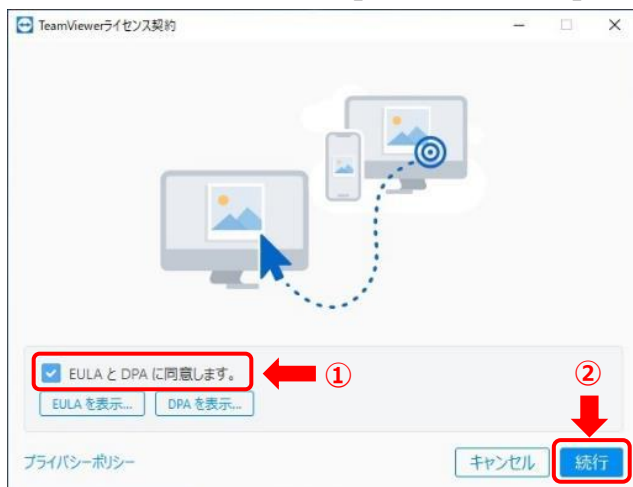 TeamViewerライセンス契約
EULA と DPA に同意します。
①
②
EULA を表示...
DPA を表示...
プライバシーポリシー
キャンセル
続行